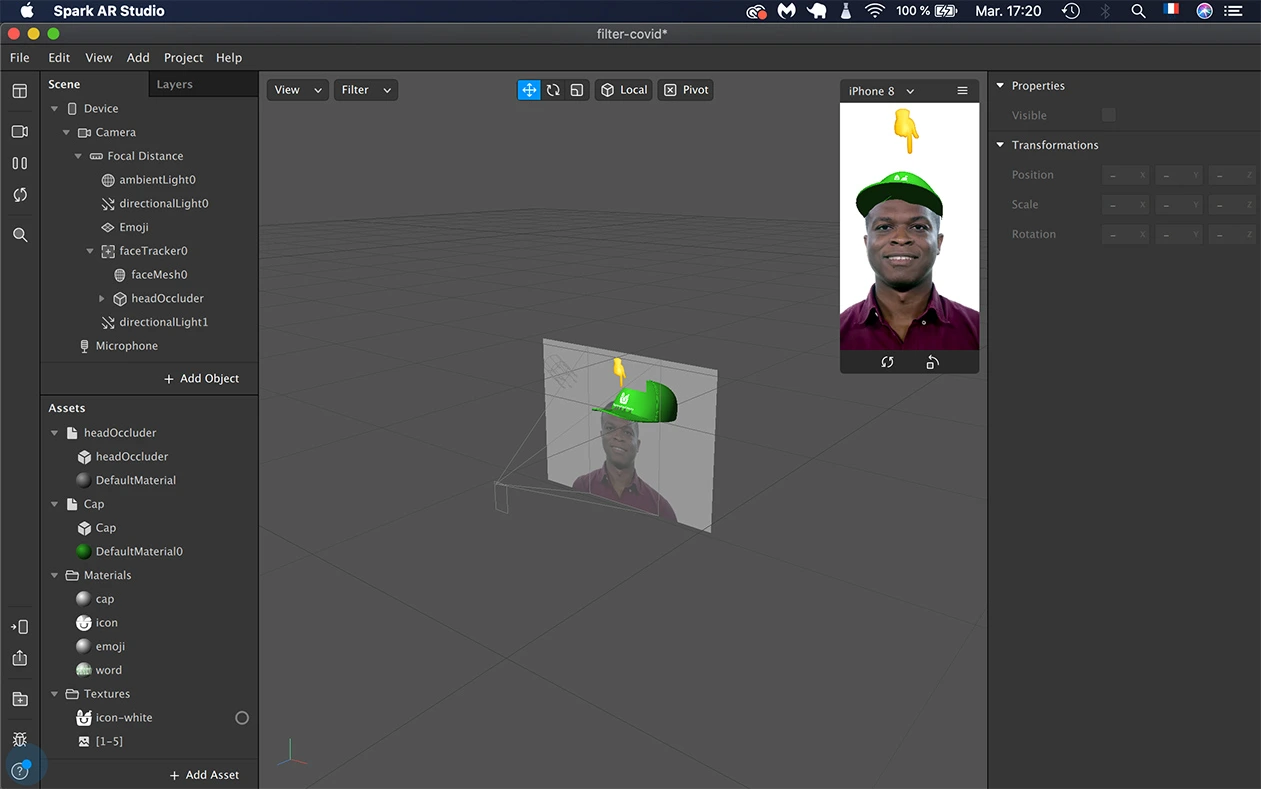 Spark AR Studio
100 %
Mar. 17:20
filter-covid*
File Edit View Add Project Help
Scene
Layers
Device
Camera
Focal Distance
ambientLight0
directionalLight0
Emoji
faceTracker0
faceMesh0
headOccluder
directionalLight1
Microphone
+ Add Object
Assets
headOccluder
headOccluder
DefaultMaterial
Cap
Cap
DefaultMaterial0
Materials
cap
icon
emoji
word
Textures
icon-white
[1-5]
+ Add Asset
View
Filter
Local
Pivot
iPhone 8
Properties
Visible
Transformations
Position – X – Y – Z
Scale – X – Y – Z
Rotation – X – Y – Z